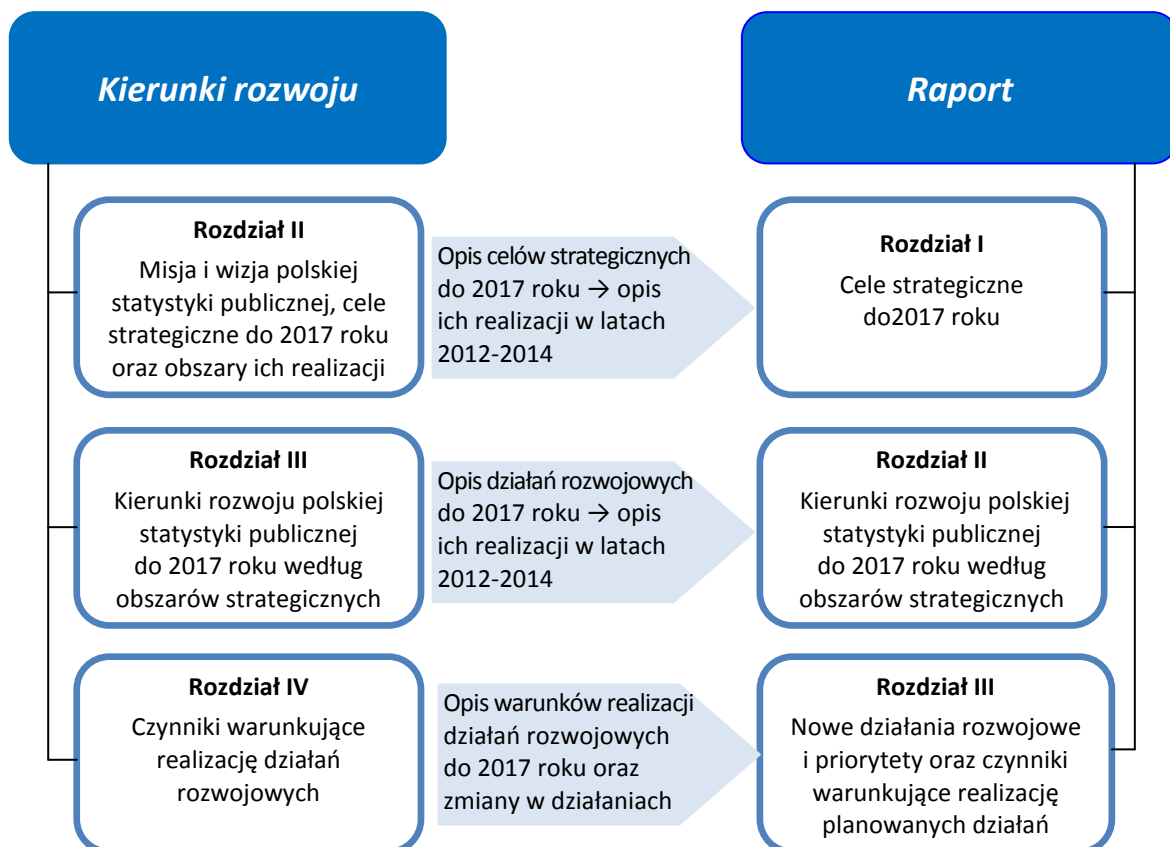 Kierunki rozwoju
Raport
Rozdział II
Misja i wizja polskiej
statystyki publicznej, cele
strategiczne do 2017 roku
oraz obszary ich realizacji
Opis celów strategicznych
do 2017 roku → opis
ich realizacji w latach
2012-2014
Rozdział I
Cele strategiczne
do2017 roku
Rozdział III
Kierunki rozwoju polskiej
statystyki publicznej
do 2017 roku według
obszarów strategicznych
Opis działań rozwojowych
do 2017 roku → opis
ich realizacji w latach
2012-2014
Rozdział II
Kierunki rozwoju polskiej
statystyki publicznej
do 2017 roku według
obszarów strategicznych
Rozdział IV
Czynniki warunkujące
realizację działań
rozwojowych
Opis warunków realizacji
działań rozwojowych
do 2017 roku oraz
zmiany w działaniach
Rozdział III
Nowe działania rozwojowe
i priorytety oraz czynniki
warunkujące realizację
planowanych działań